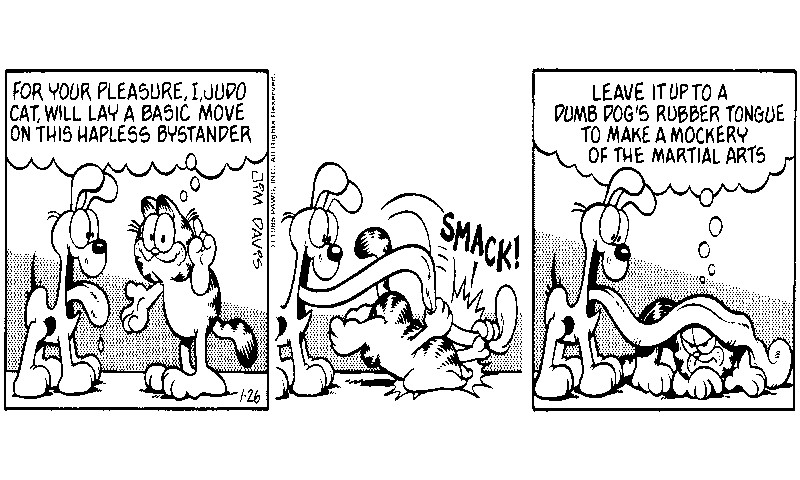 FOR YOUR PLEASURE, I, JUDO
CAT, WILL LAY A BASIC MOVE
ON THIS HAPLESS BYSTANDER
JIM DAVIS
1-26
SMACK!
LEAVE IT UP TO A
DUMB DOG'S RUBBER TONGUE
TO MAKE A MOCKERY
OF THE MARTIAL ARTS